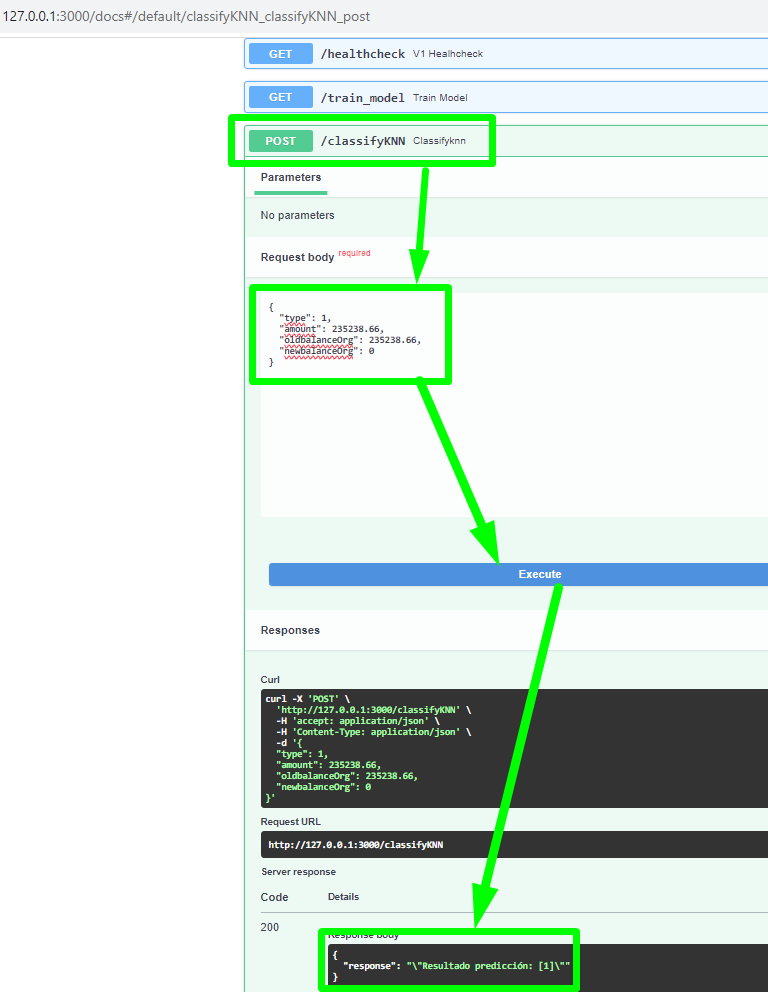 127.0.0.1:3000/docs#/default/classifyKNN_classifyKNN_post
GET /healthcheck V1 Healhcheck
GET /train_model Train Model
POST /classifyKNN Classifyknn
Parameters
No parameters
Request body required
{
"type": 1,
"amount": 235238.66,
"oldbalanceOrg": 235238.66,
"newbalanceOrg": 0
}
Execute
Responses
Curl
curl -X 'POST' \
'http://127.0.0.1:3000/classifyKNN' \
-H 'accept: application/json' \
-H 'Content-Type: application/json' \
-d '{
"type": 1,
"amount": 235238.66,
"oldbalanceOrg": 235238.66,
"newbalanceOrg": 0
}'
Request URL
http://127.0.0.1:3000/classifyKNN
Server response
Code Details
200
Response body
{
"response": "\"Resultado predicción: [1]\""
}